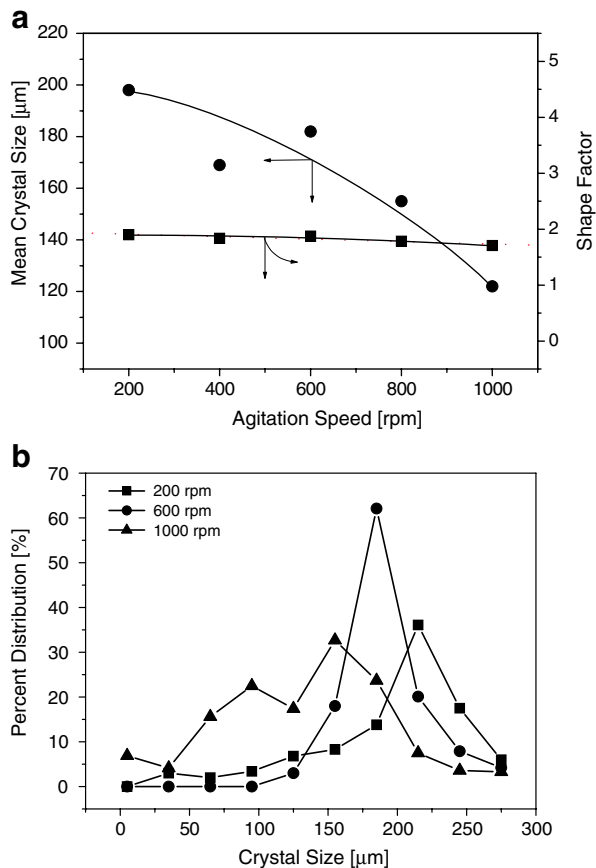 a
220
200
180
160
140
120
100
Mean Crystal Size [μm]
5
4
3
2
1
0
Shape Factor
200 400 600 800 1000
Agitation Speed [rpm]
b
70
60
50
40
30
20
10
0
Percent Distribution [%]
200 rpm
600 rpm
1000 rpm
0 50 100 150 200 250 300
Crystal Size [μm]